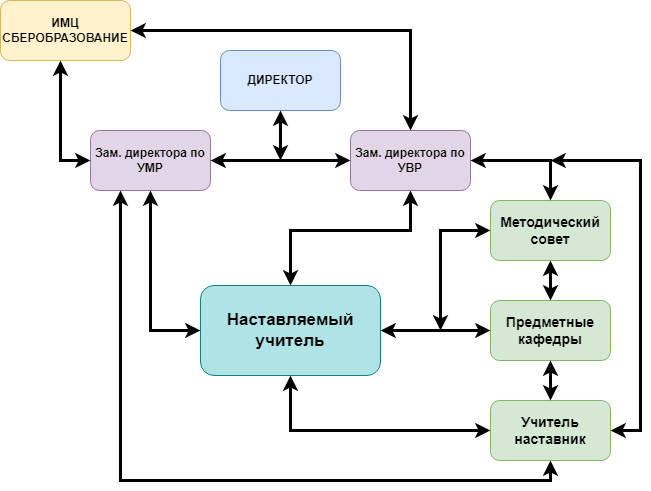 ИМЦ
СБЕРОБРАЗОВАНИЕ
ДИРЕКТОР
Зам. директора по
УМР
Зам. директора по
УВР
Методический
совет
Наставляемый
учитель
Предметные
кафедры
Учитель
наставник